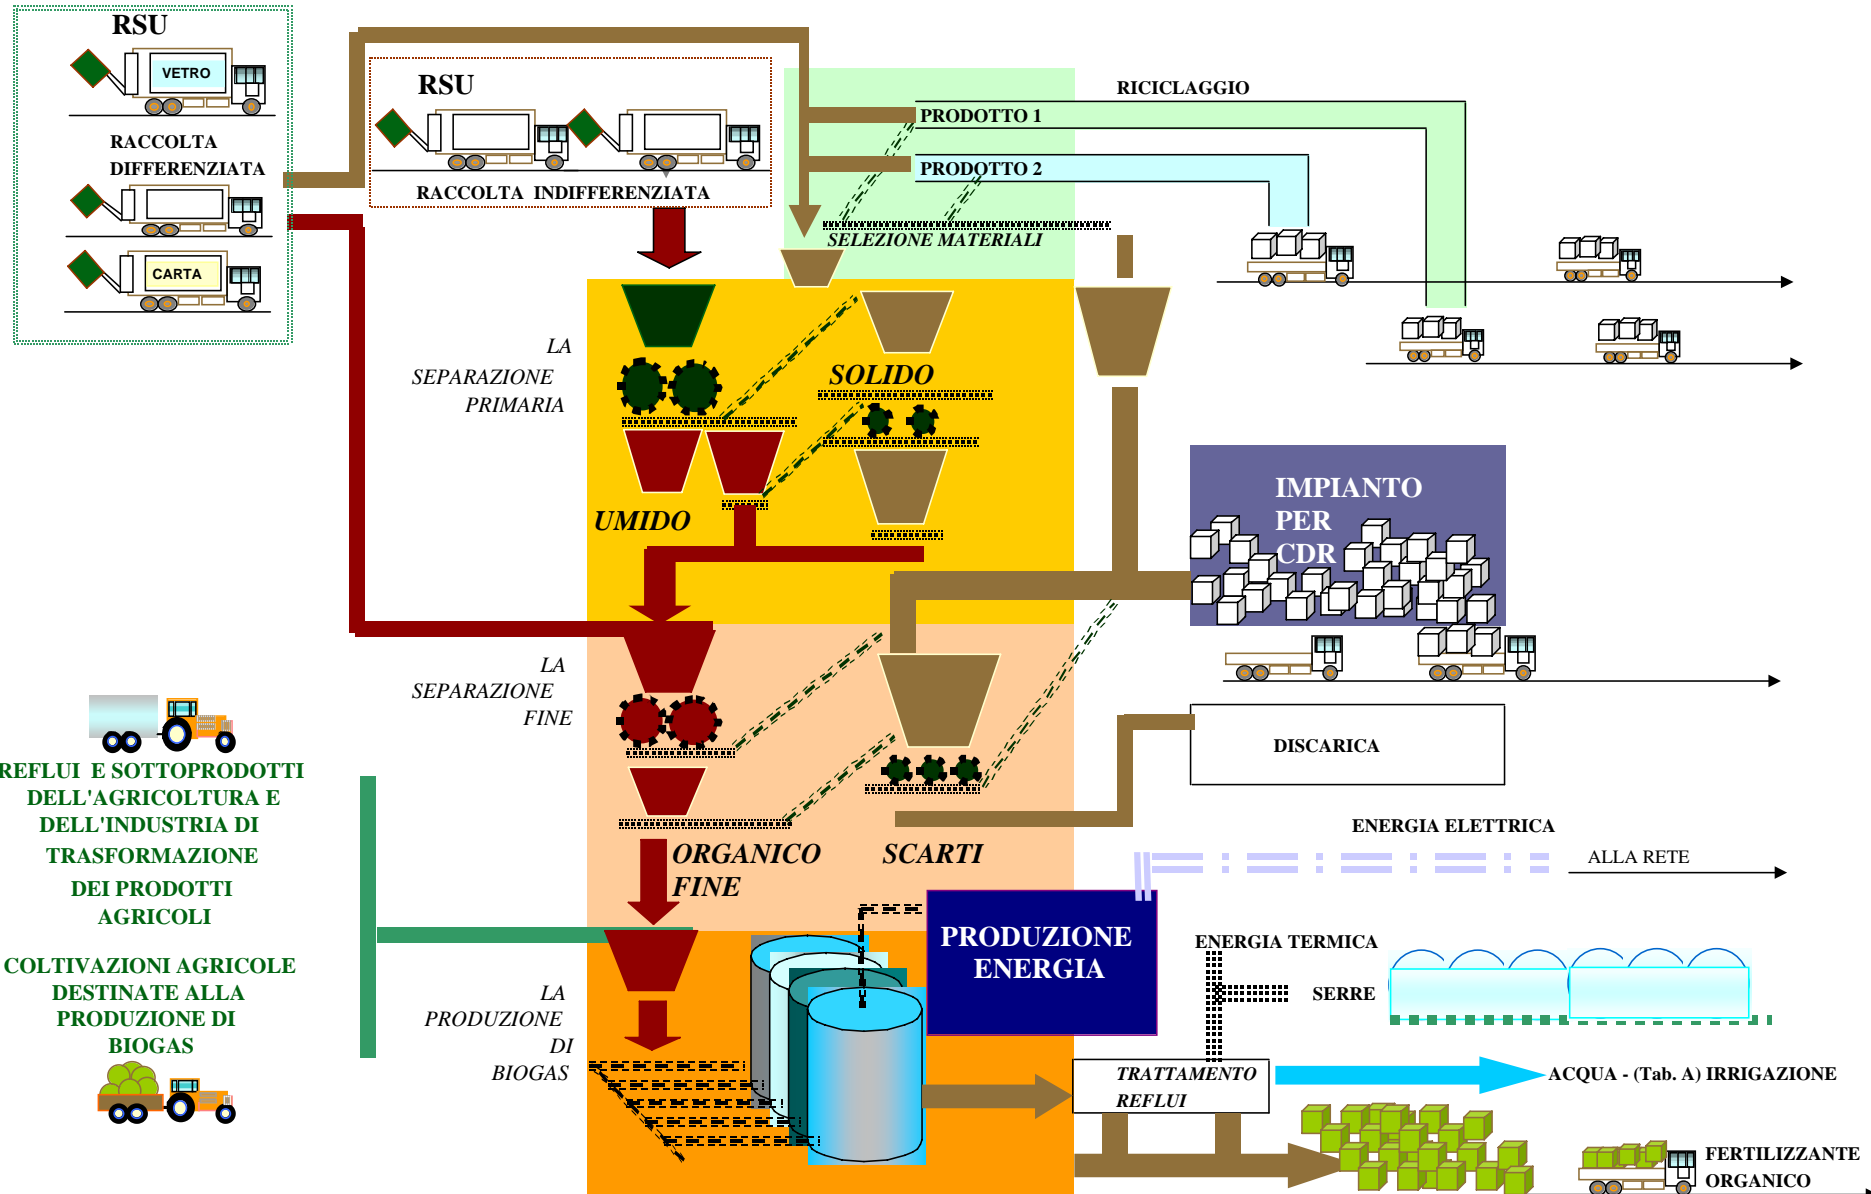 RSU
VETRO
RACCOLTA
DIFFERENZIATA
CARTA
RSU
RACCOLTA INDIFFERENZIATA
RICICLAGGIO
PRODOTTO 1
PRODOTTO 2
SELEZIONE MATERIALI
LA
SEPARAZIONE
PRIMARIA
SOLIDO
UMIDO
IMPIANTO
PER
CDR
LA
SEPARAZIONE
FINE
DISCARICA
ORGANICO
FINE
SCARTI
ENERGIA ELETTRICA
ALLA RETE
REFLUI E SOTTOPRODOTTI
DELL'AGRICOLTURA E
DELL'INDUSTRIA DI
TRASFORMAZIONE
DEI PRODOTTI
AGRICOLI
COLTIVAZIONI AGRICOLE
DESTINATE ALLA
PRODUZIONE DI
BIOGAS
LA
PRODUZIONE
DI
BIOGAS
PRODUZIONE
ENERGIA
ENERGIA TERMICA
SERRE
TRATTAMENTO
REFLUI
ACQUA - (Tab. A) IRRIGAZIONE
FERTILIZZANTE
ORGANICO